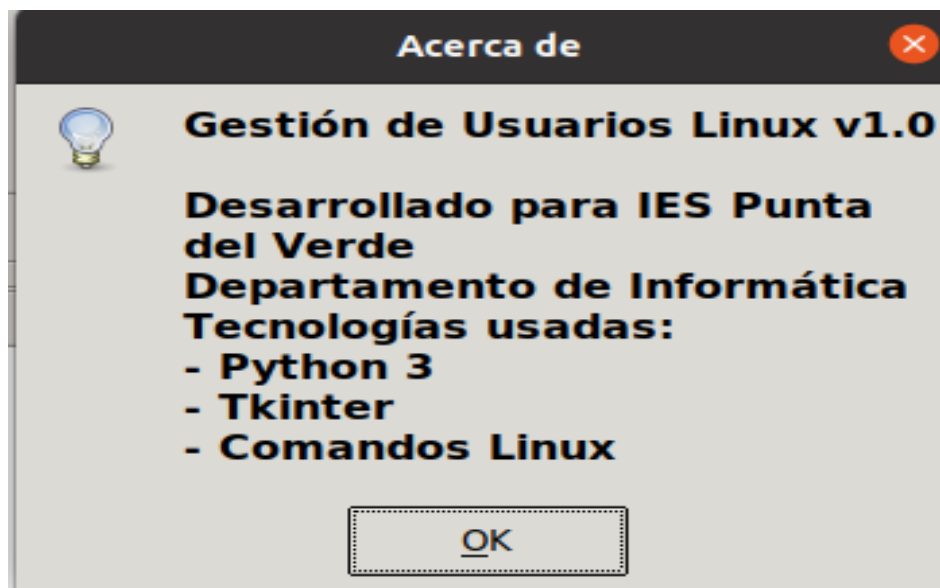 Acerca de
Gestión de Usuarios Linux v1.0
Desarrollado para IES Punta
del Verde
Departamento de Informática
Tecnologías usadas:
- Python 3
- Tkinter
- Comandos Linux
OK